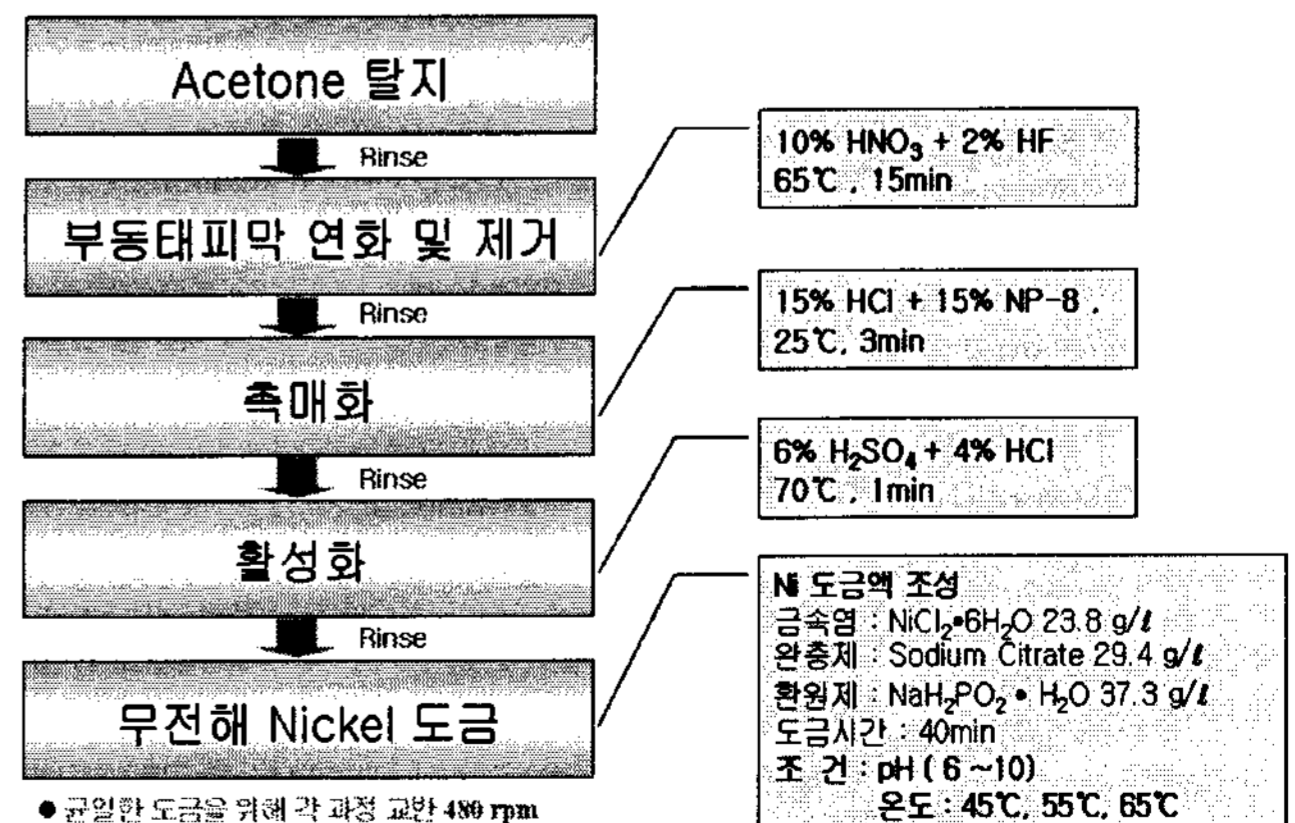 Acetone 탈지
Rinse
부동태피막 연화 및 제거
Rinse
촉매화
Rinse
활성화
Rinse
무전해 Nickel 도금
● 균일한 도금을 위해 각 과정 교반 480 rpm
10% HNO₃ + 2% HF
65℃, 15min
15% HCl + 15% NP-8,
25℃, 3min
6% H₂SO₄ + 4% HCl
70℃, 1min
Ni 도금액 조성
금속염 : NiCl₂•6H₂O 23.8 g/ℓ
완충제 : Sodium Citrate 29.4 g/ℓ
환원제 : NaH₂PO₂ • H₂O 37.3 g/ℓ
도금시간 : 40min
조 건 : pH ( 6 ~10)
온도 : 45℃, 55℃, 65℃